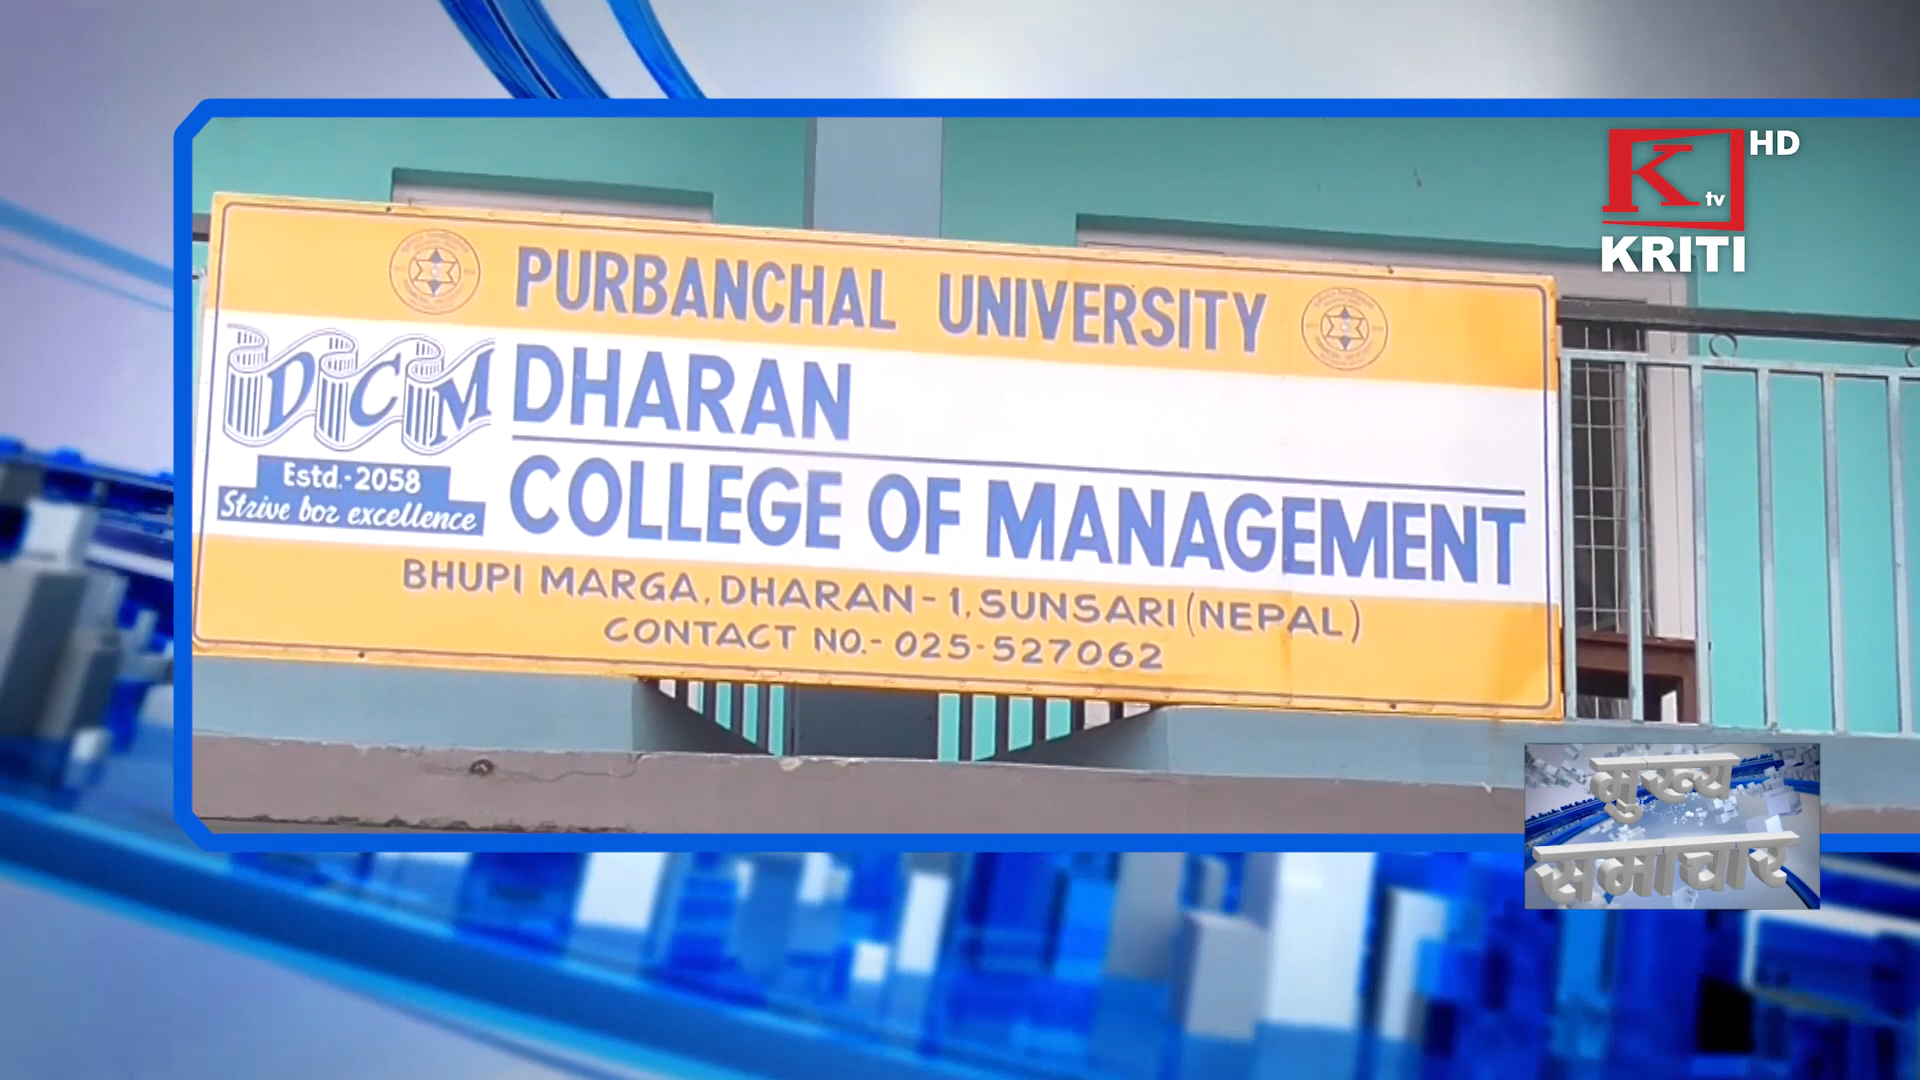 K tv HD
KRITI
PURBANCHAL UNIVERSITY
DCM
DHARAN
COLLEGE OF MANAGEMENT
Estd.-2058
Strive for excellence
BHUPI MARGA, DHARAN-1, SUNSARI (NEPAL)
CONTACT NO.- 025-527062
मुख्य
समाचार